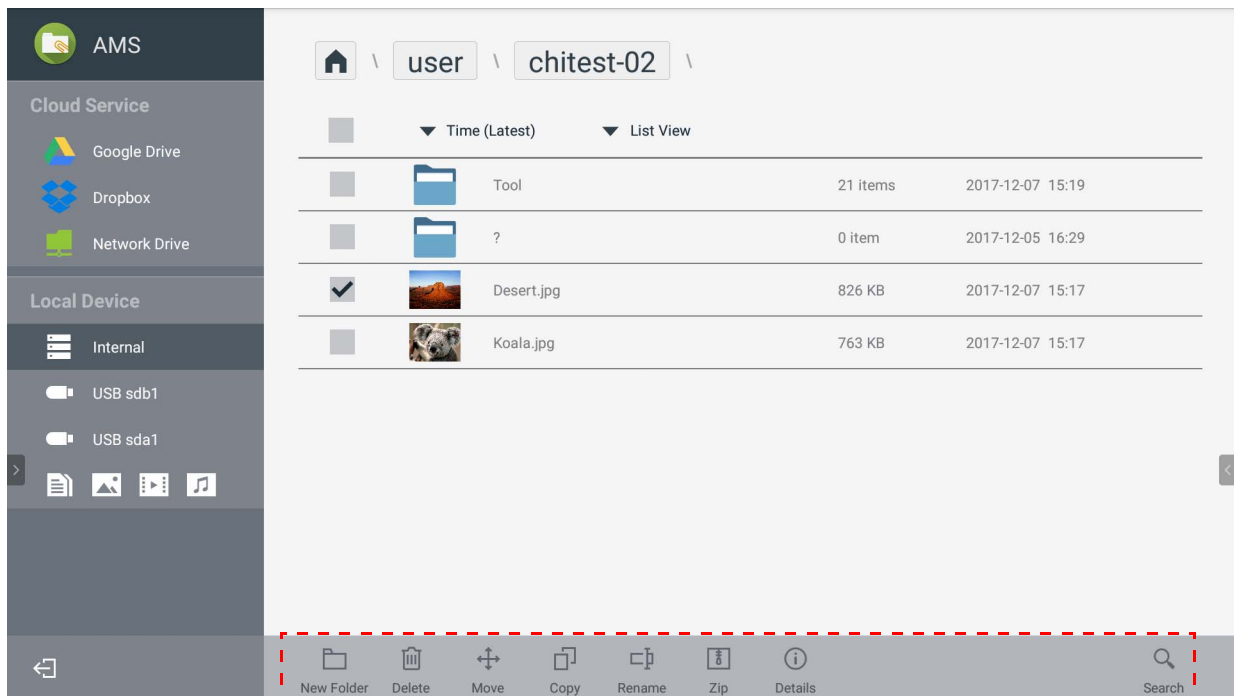 AMS
Cloud Service
Google Drive
Dropbox
Network Drive
Local Device
Internal
USB sdb1
USB sda1
\ user \ chitest-02 \
Time (Latest) List View
Tool 21 items 2017-12-07 15:19
? 0 item 2017-12-05 16:29
Desert.jpg 826 KB 2017-12-07 15:17
Koala.jpg 763 KB 2017-12-07 15:17
New Folder Delete Move Copy Rename Zip Details Search